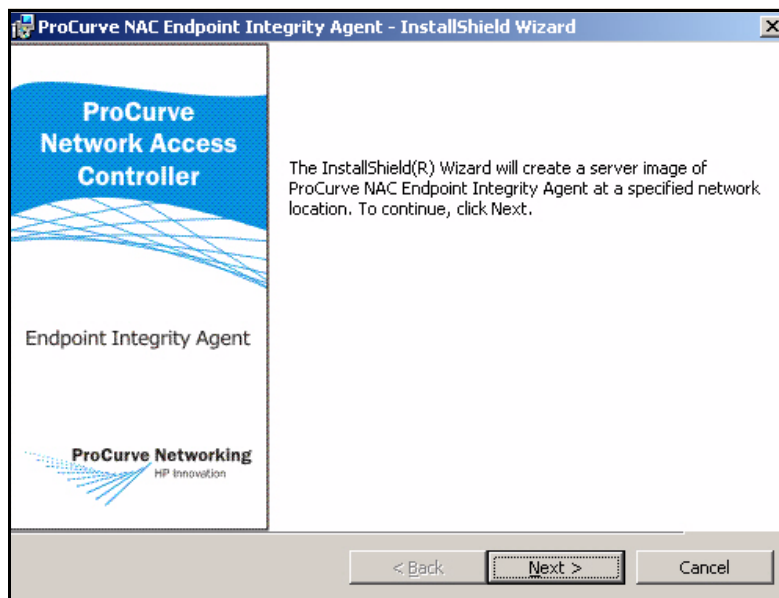 ProCurve NAC Endpoint Integrity Agent - InstallShield Wizard
ProCurve
Network Access
Controller
The InstallShield(R) Wizard will create a server image of
ProCurve NAC Endpoint Integrity Agent at a specified network
location. To continue, click Next.
Endpoint Integrity Agent
ProCurve Networking
HP Innovation
< Back
Next >
Cancel